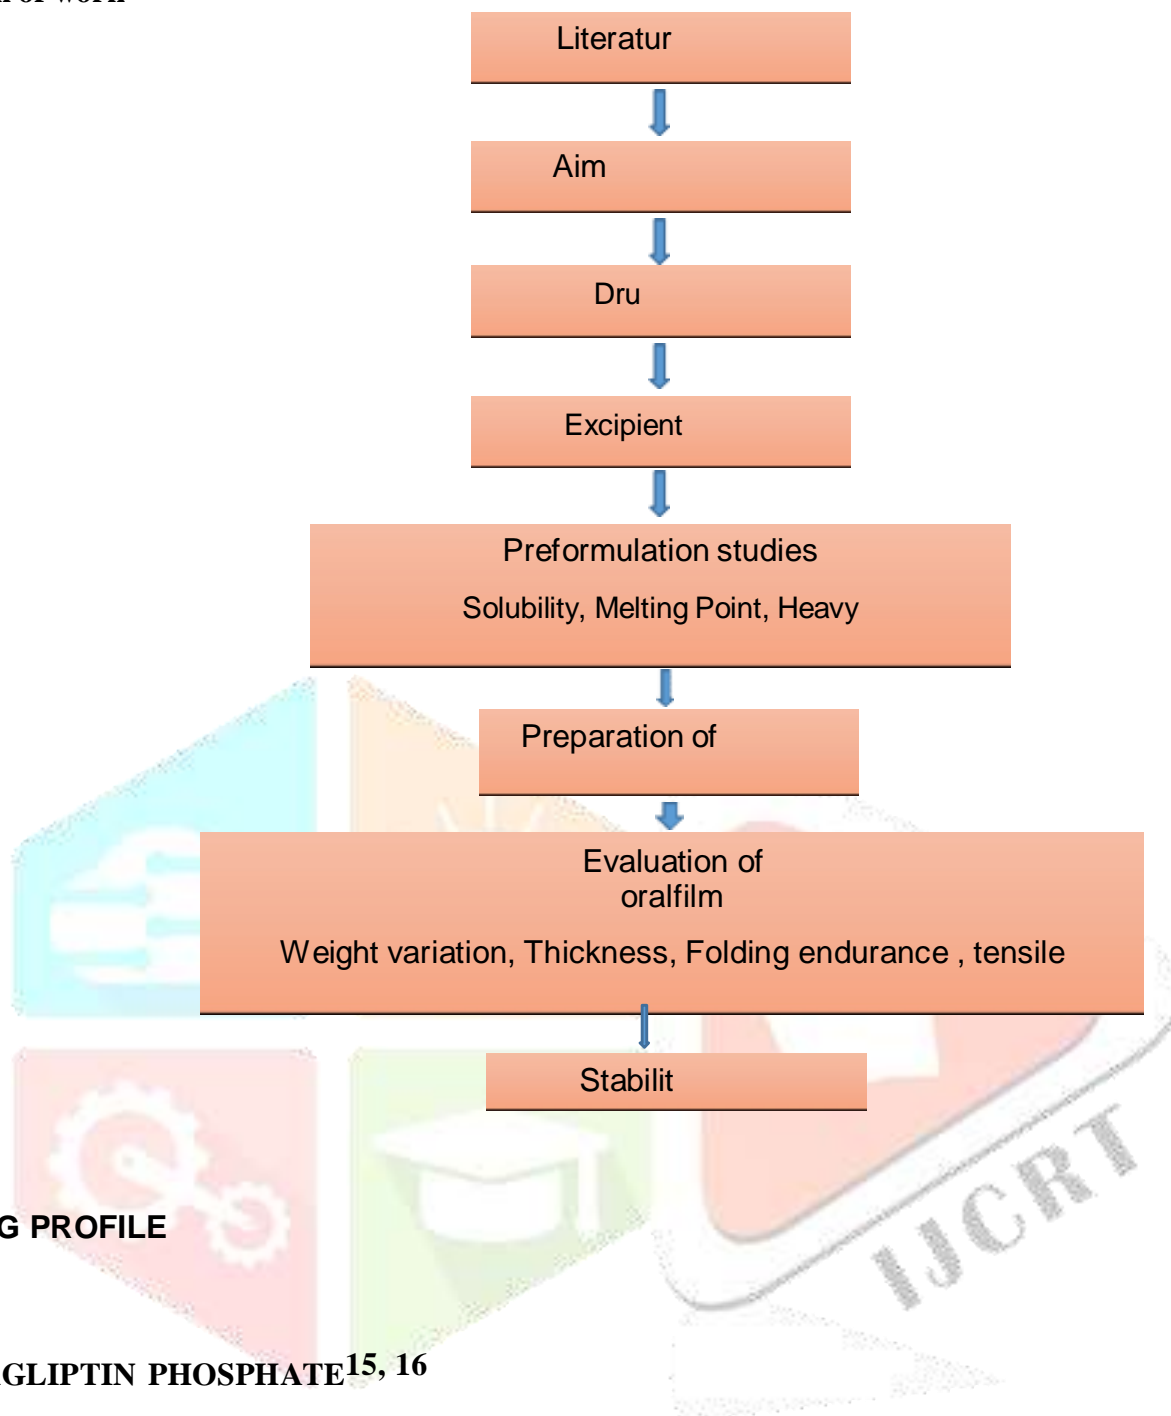 Literatur
Aim
Dru
Excipient
Preformulation studies
Solubility, Melting Point, Heavy
Preparation of
Evaluation of
oralfilm
Weight variation, Thickness, Folding endurance , tensile
Stabilit
G PROFILE
GLIPTIN PHOSPHATE15, 16
IJCRT